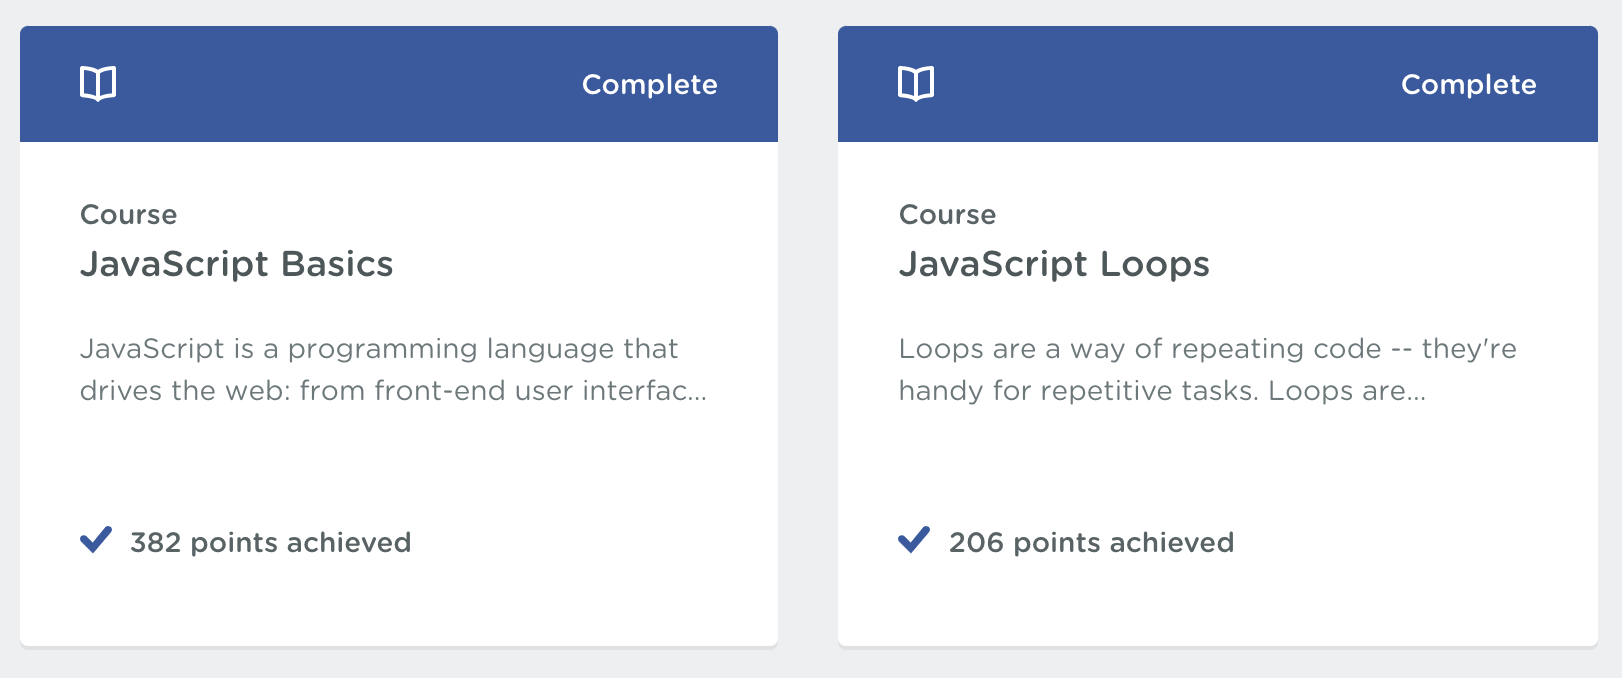 Complete
Course
JavaScript Basics
JavaScript is a programming language that
drives the web: from front-end user interfac...
382 points achieved
Complete
Course
JavaScript Loops
Loops are a way of repeating code -- they're
handy for repetitive tasks. Loops are...
206 points achieved